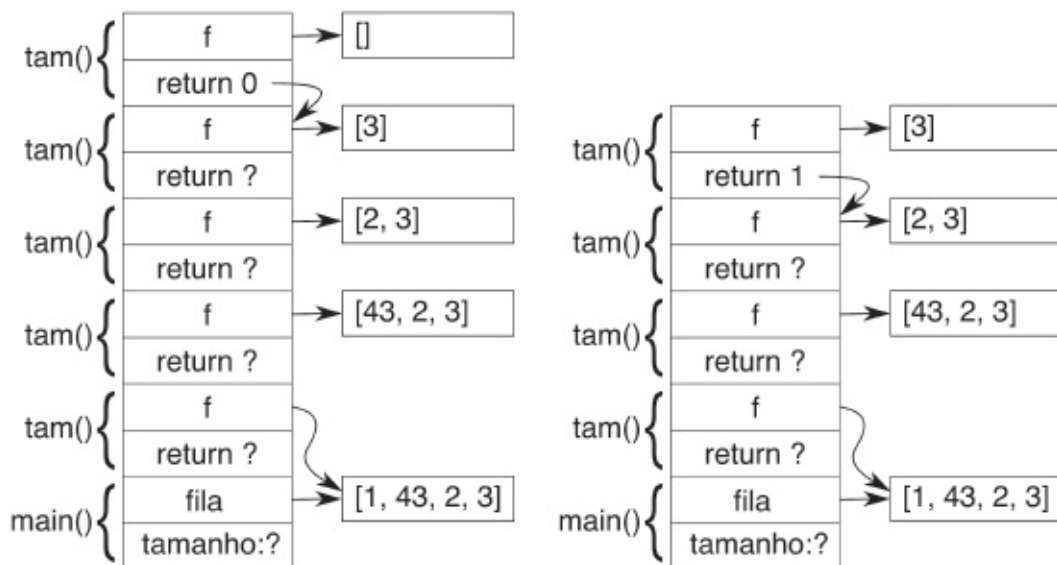 tam()
f
[]
return 0
tam()
f
[3]
return ?
tam()
f
[2, 3]
return ?
tam()
f
[43, 2, 3]
return ?
tam()
f
return ?
main()
fila
[1, 43, 2, 3]
tamanho:?
tam()
f
[3]
return 1
tam()
f
[2, 3]
return ?
tam()
f
[43, 2, 3]
return ?
tam()
f
return ?
main()
fila
[1, 43, 2, 3]
tamanho:?